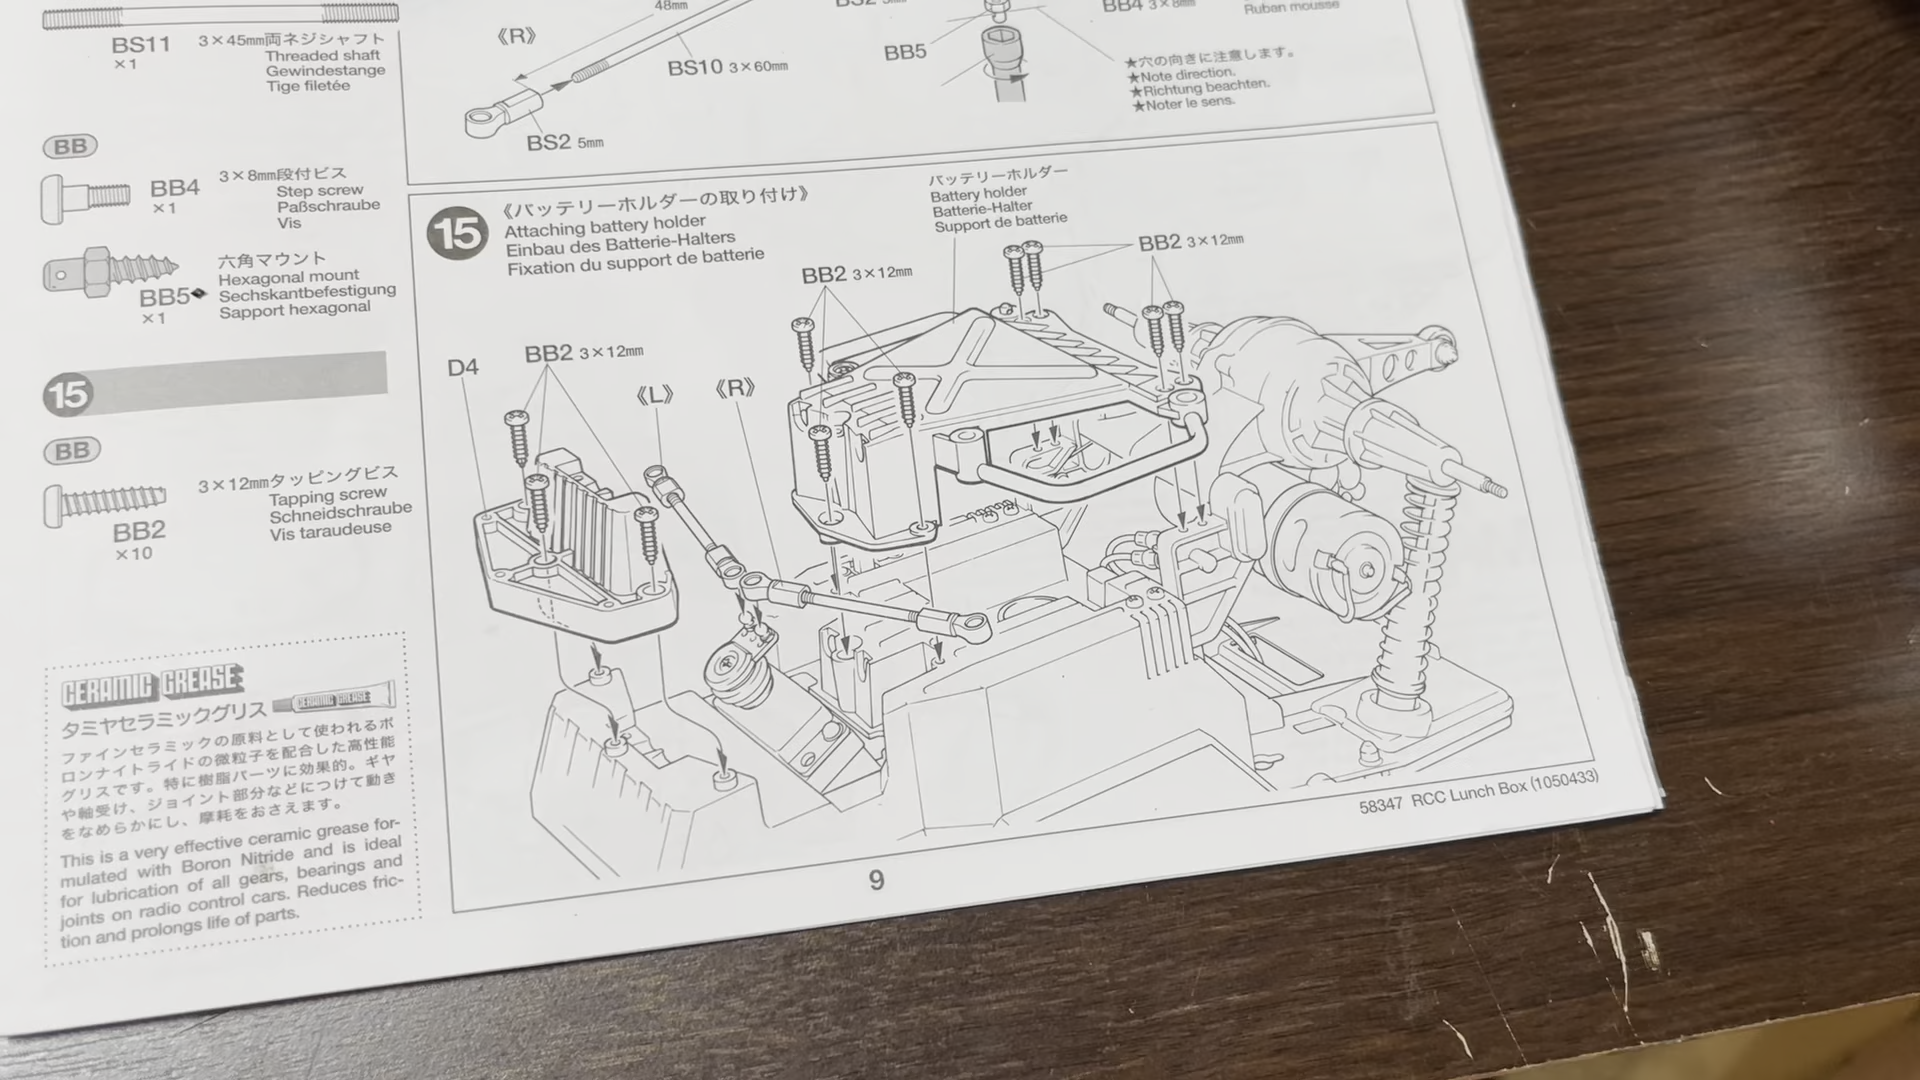 BS11
×1
3×45mm両ネジシャフト
Threaded shaft
Gewindestange
Tige filetée
BB
BB4
×1
3×8mm段付ビス
Step screw
Paßschraube
Vis
BB5
×1
六角マウント
Hexagonal mount
Sechskantbefestigung
Sapport hexagonal
15
BB
BB2
×10
3×12mmタッピングビス
Tapping screw
Schneidschraube
Vis taraudeuse
CERAMIC GREASE
CERAMIC GREASE
タミヤセラミックグリス
ファインセラミックの原料として使われるボ
ロンナイトライドの微粒子を配合した高性能
グリスです。特に樹脂パーツに効果的。ギヤ
や軸受け、ジョイント部分などにつけて動き
をなめらかにし、摩耗をおさえます。
This is a very effective ceramic grease for-
mulated with Boron Nitride and is ideal
for lubrication of all gears, bearings and
joints on radio control cars. Reduces fric-
tion and prolongs life of parts.
48mm
《R》
BS10 3×60mm
BS2 5mm
BB5
BB4 3×8mm
Ruban mousse
★穴の向きに注意します。
★Note direction.
★Richtung beachten.
★Noter le sens.
15
《バッテリーホルダーの取り付け》
Attaching battery holder
Einbau des Batterie-Halters
Fixation du support de batterie
バッテリーホルダー
Battery holder
Batterie-Halter
Support de batterie
BB2 3×12mm
BB2 3×12mm
D4
BB2 3×12mm
《L》
《R》
58347 RCC Lunch Box (1050433)
9